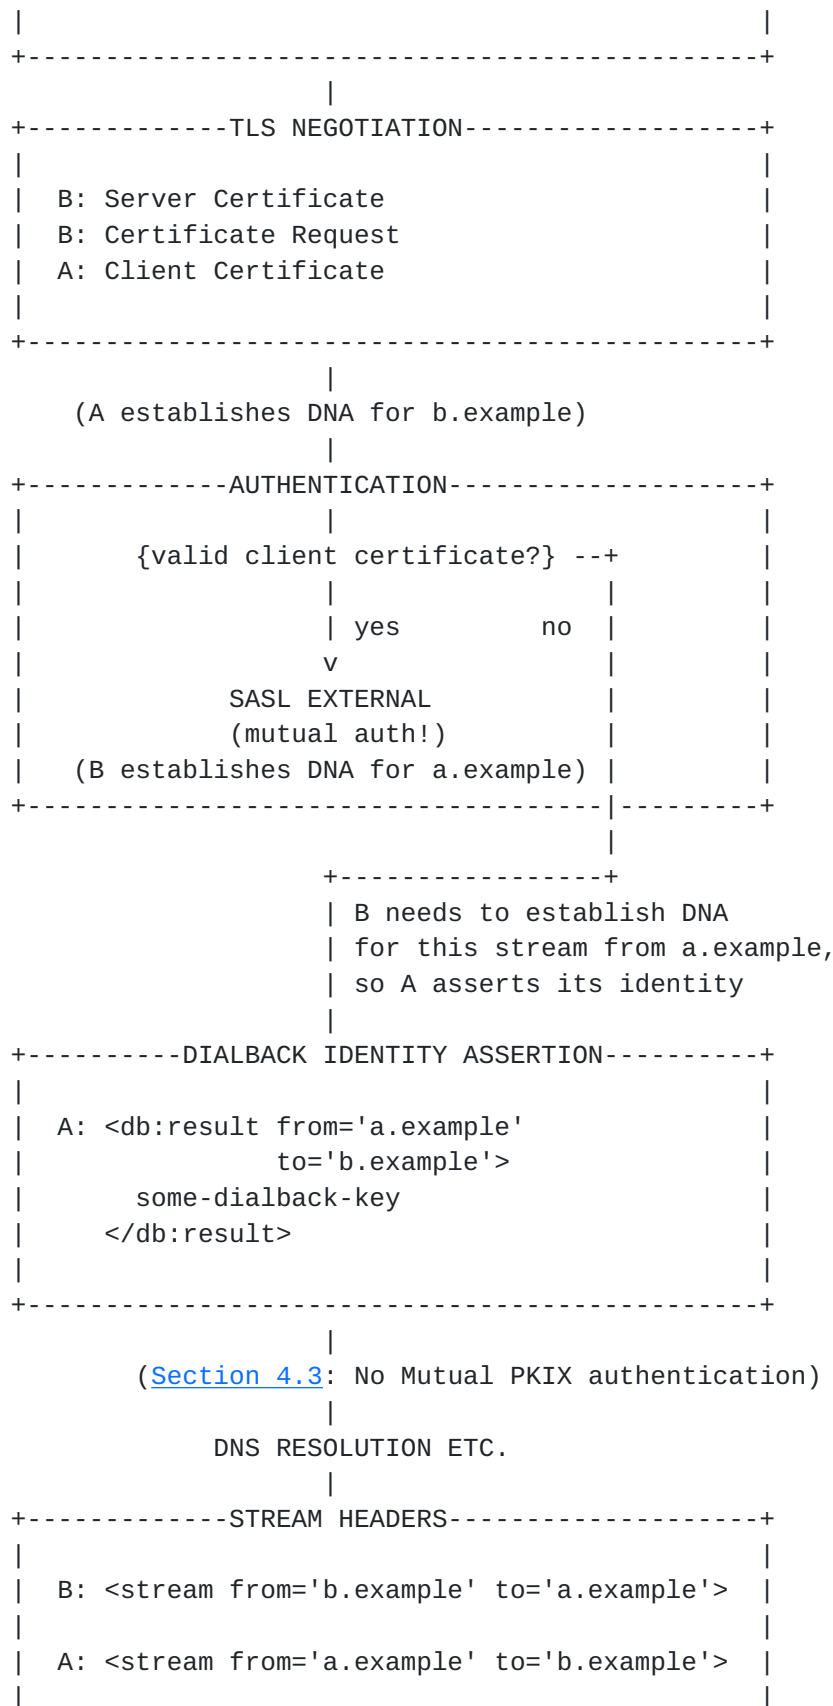 |                                               |
+-----------------------------------------------+
                    |
+-------------TLS NEGOTIATION-------------------+
|                                               |
|  B: Server Certificate                        |
|  B: Certificate Request                       |
|  A: Client Certificate                        |
|                                               |
+-----------------------------------------------+
                    |
    (A establishes DNA for b.example)
                    |
+-------------AUTHENTICATION--------------------+
|                   |                           |
|       {valid client certificate?} --+         |
|                   |                 |         |
|                   | yes         no  |         |
|                   v                 |         |
|             SASL EXTERNAL           |         |
|             (mutual auth!)          |         |
|   (B establishes DNA for a.example) |         |
+-------------------------------------|---------+
                                      |
                    +-----------------+
                    | B needs to establish DNA
                    | for this stream from a.example,
                    | so A asserts its identity
                    |
+----------DIALBACK IDENTITY ASSERTION----------+
|                                               |
|  A: <db:result from='a.example'               |
|                to='b.example'>                |
|       some-dialback-key                       |
|     </db:result>                              |
|                                               |
+-----------------------------------------------+
                    |
        (Section 4.3: No Mutual PKIX authentication)
                    |
             DNS RESOLUTION ETC.
                    |
+-------------STREAM HEADERS--------------------+
|                                               |
|  B: <stream from='b.example' to='a.example'>  |
|                                               |
|  A: <stream from='a.example' to='b.example'>  |
|                                               |